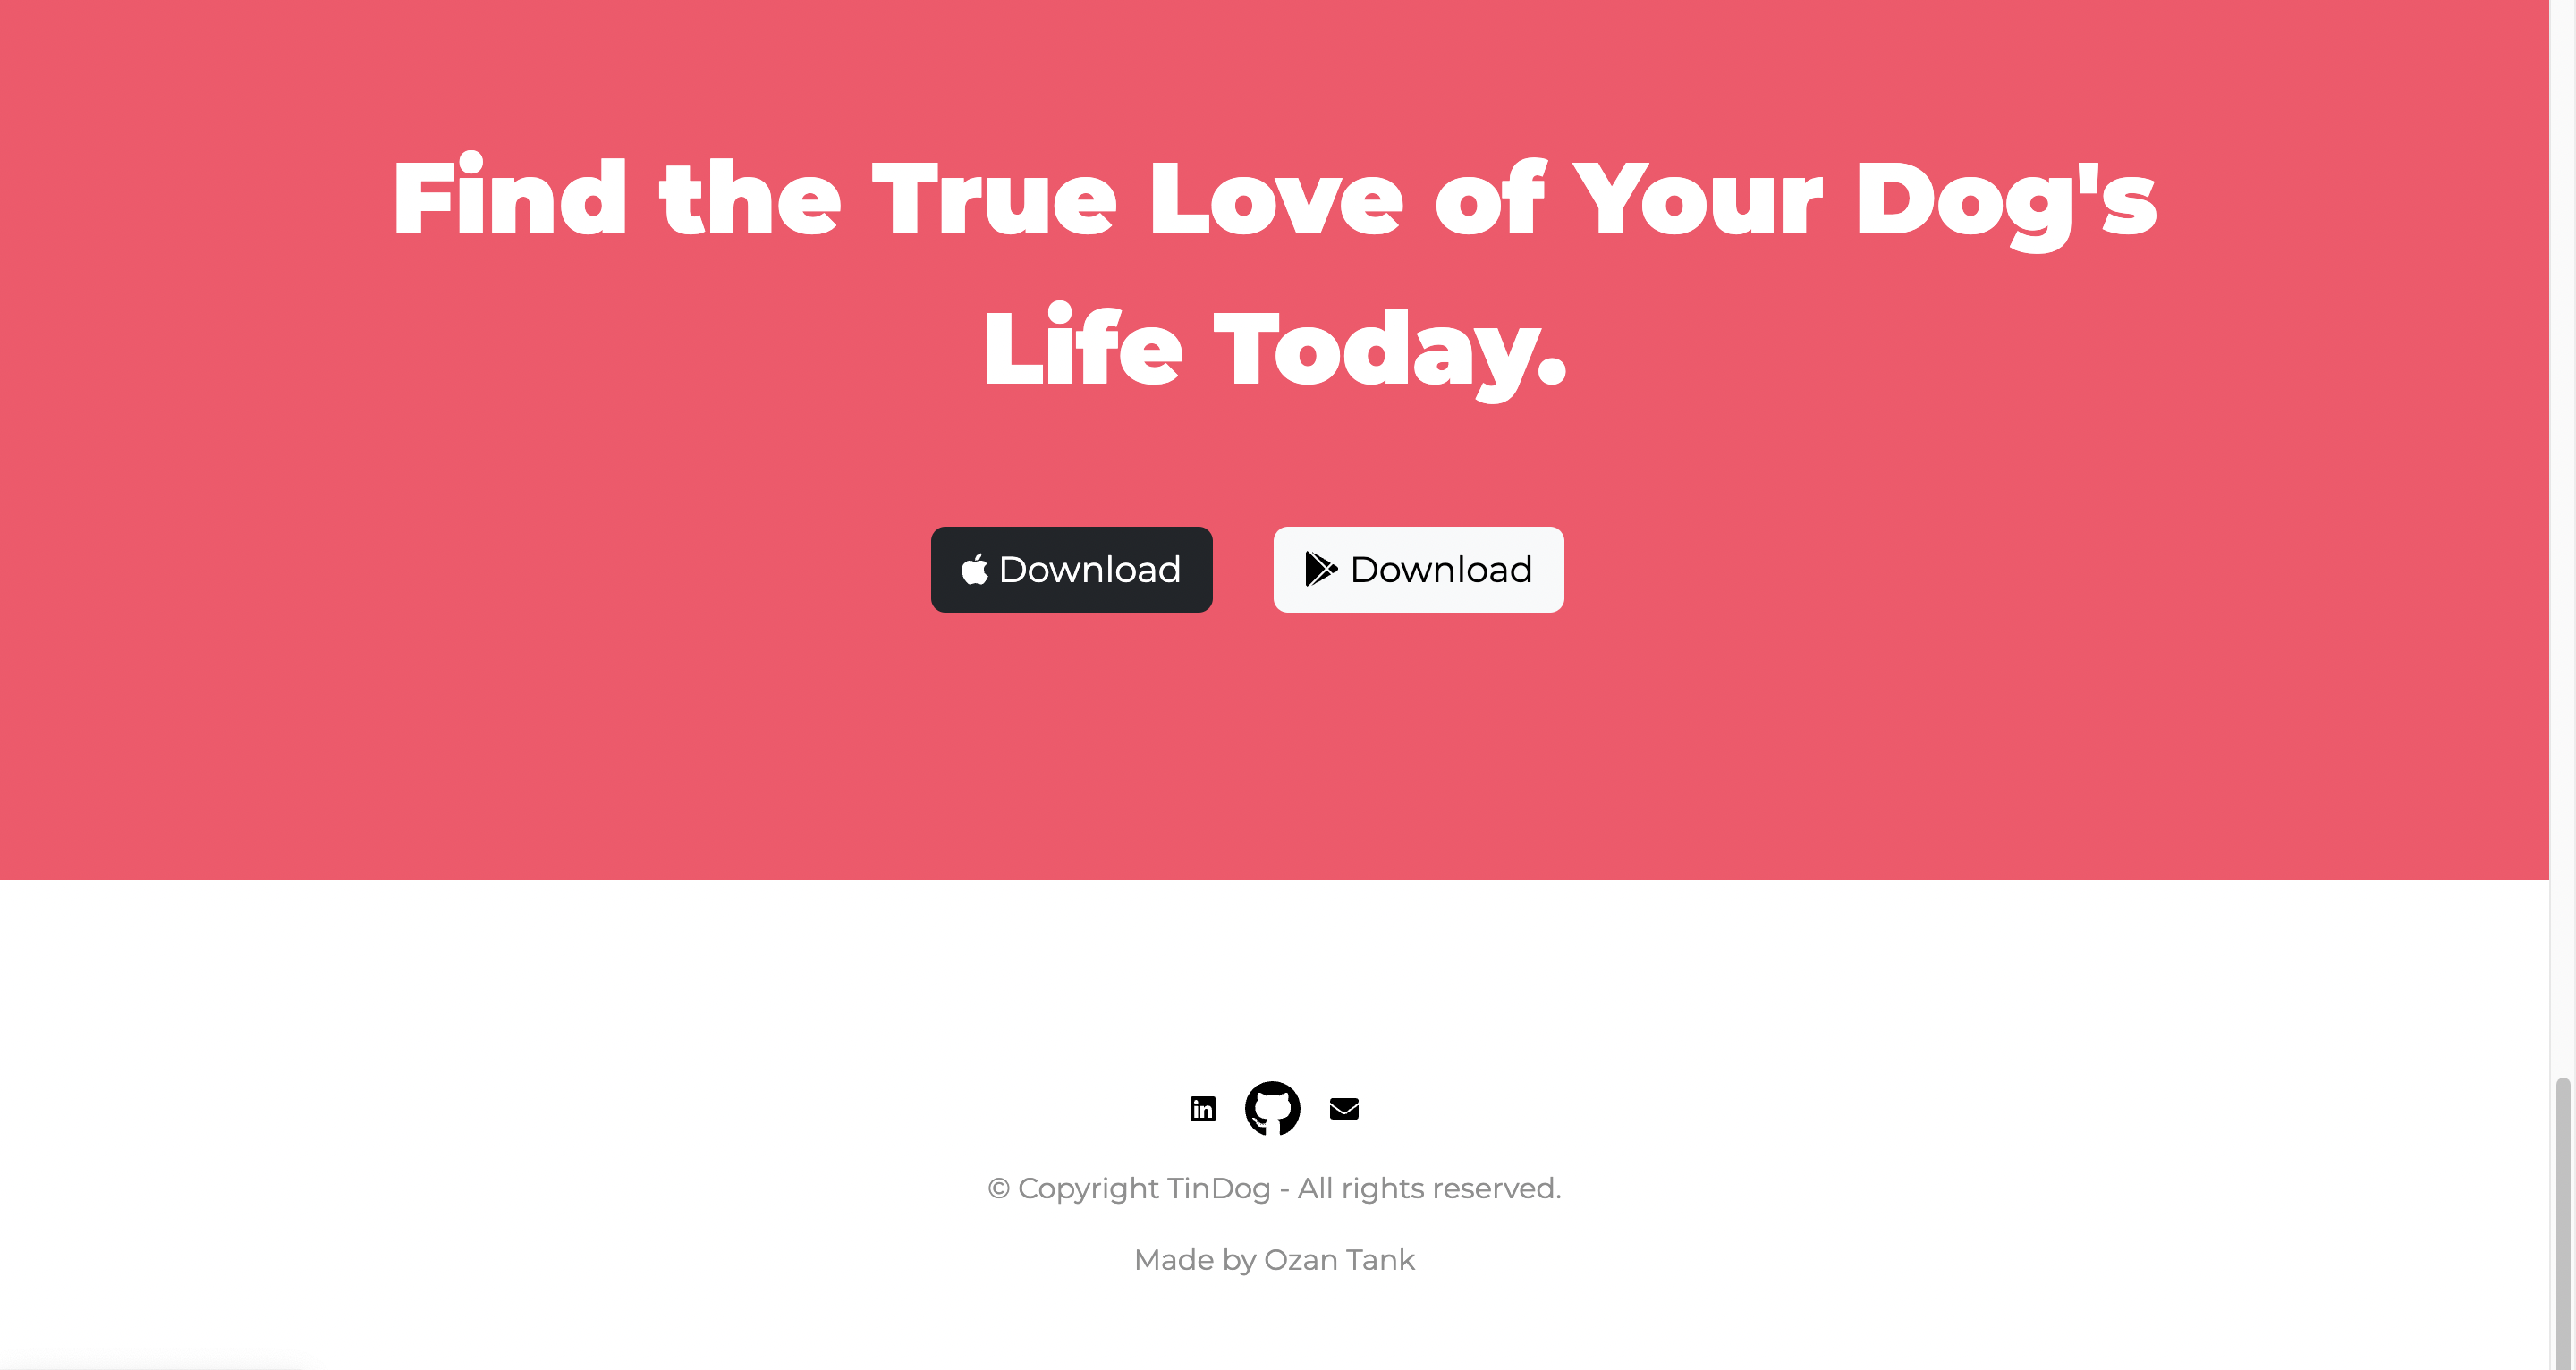 Find the True Love of Your Dog's
Life Today.
Download
Download
in
© Copyright TinDog - All rights reserved.
Made by Ozan Tank